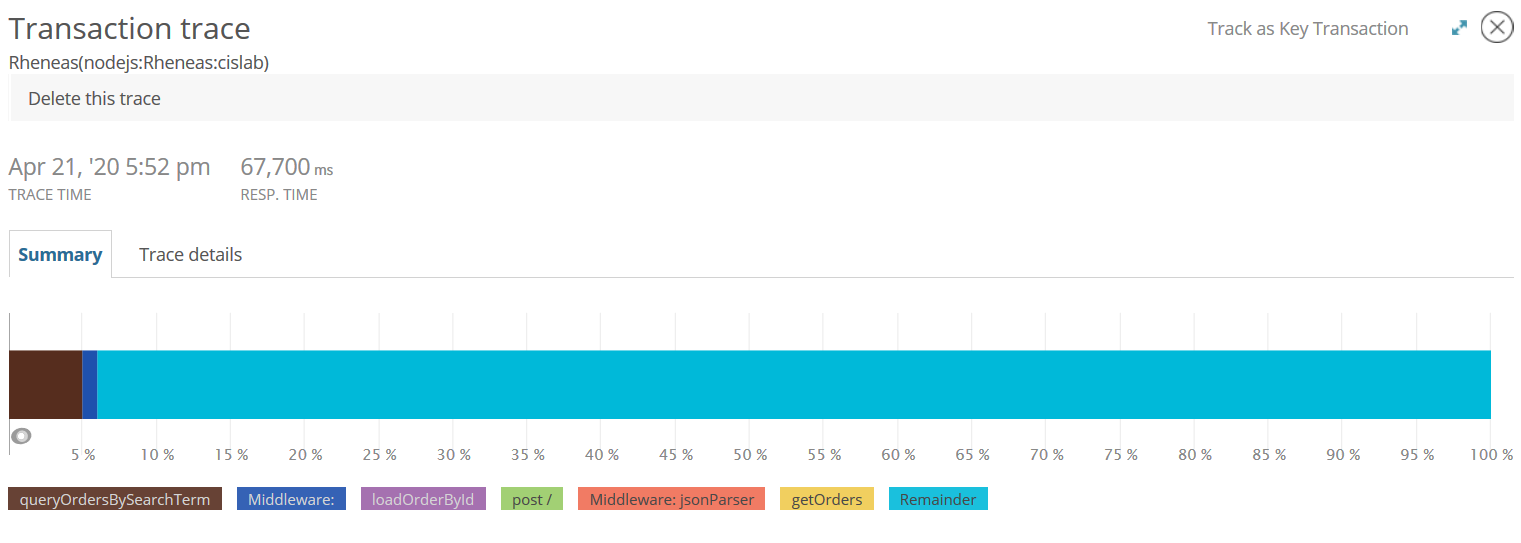 Transaction trace
Track as Key Transaction
Rheneas(nodejs:Rheneas:cislab)
Delete this trace
Apr 21, '20 5:52 pm
67,700 ms
TRACE TIME
RESP. TIME
Summary
Trace details
5 % 10 % 15 % 20 % 25 % 30 % 35 % 40 % 45 % 50 % 55 % 60 % 65 % 70 % 75 % 80 % 85 % 90 % 95 % 100 %
queryOrdersBySearchTerm Middleware: loadOrderById post / Middleware: jsonParser getOrders Remainder